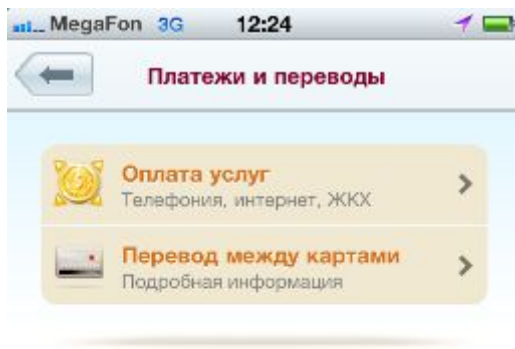 MegaFon 3G 12:24
Платежи и переводы
Оплата услуг
Телефония, интернет, ЖКХ
Перевод между картами
Подробная информация